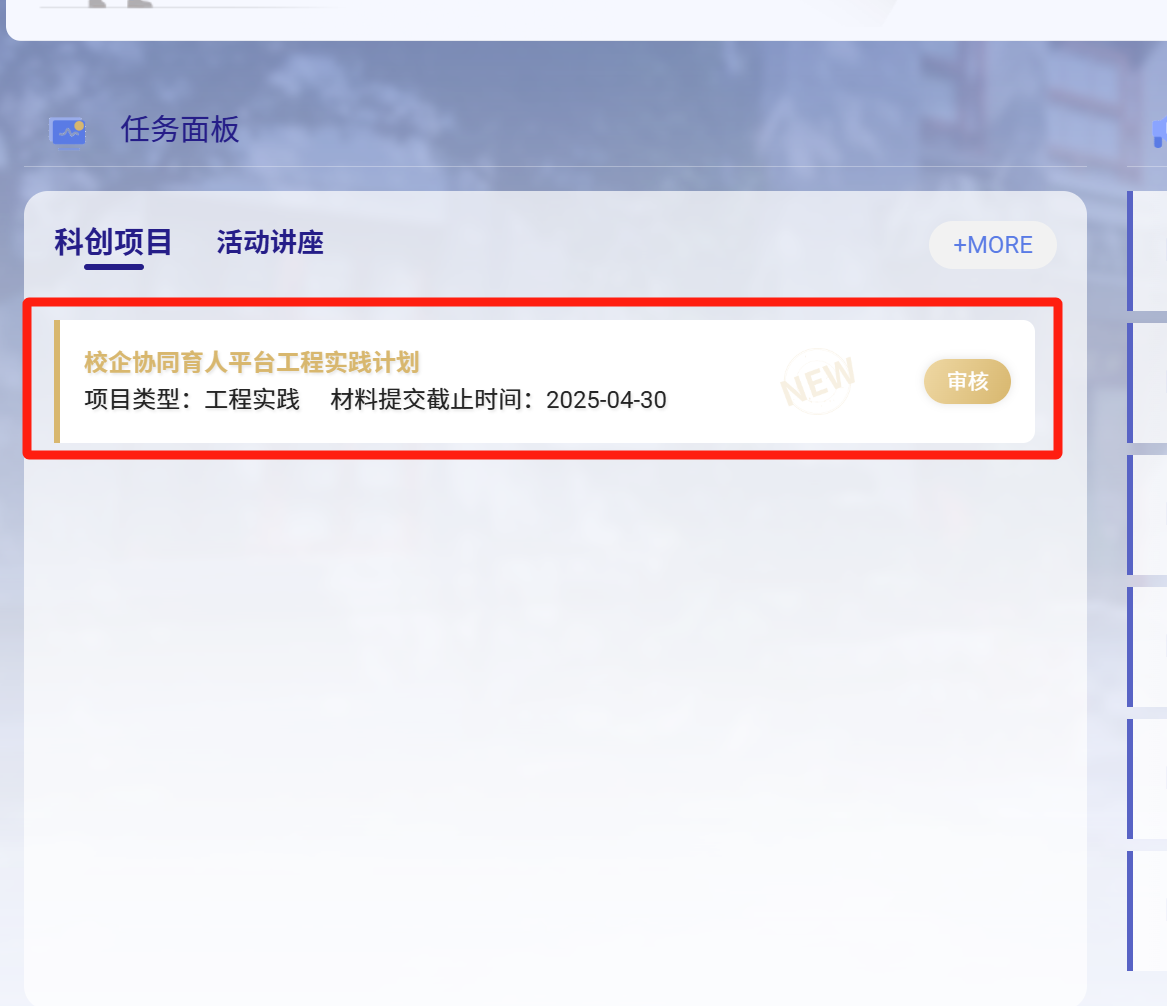 任务面板
科创项目 活动讲座 +MORE
校企协同育人平台工程实践计划
项目类型：工程实践 材料提交截止时间：2025-04-30
NEW
审核